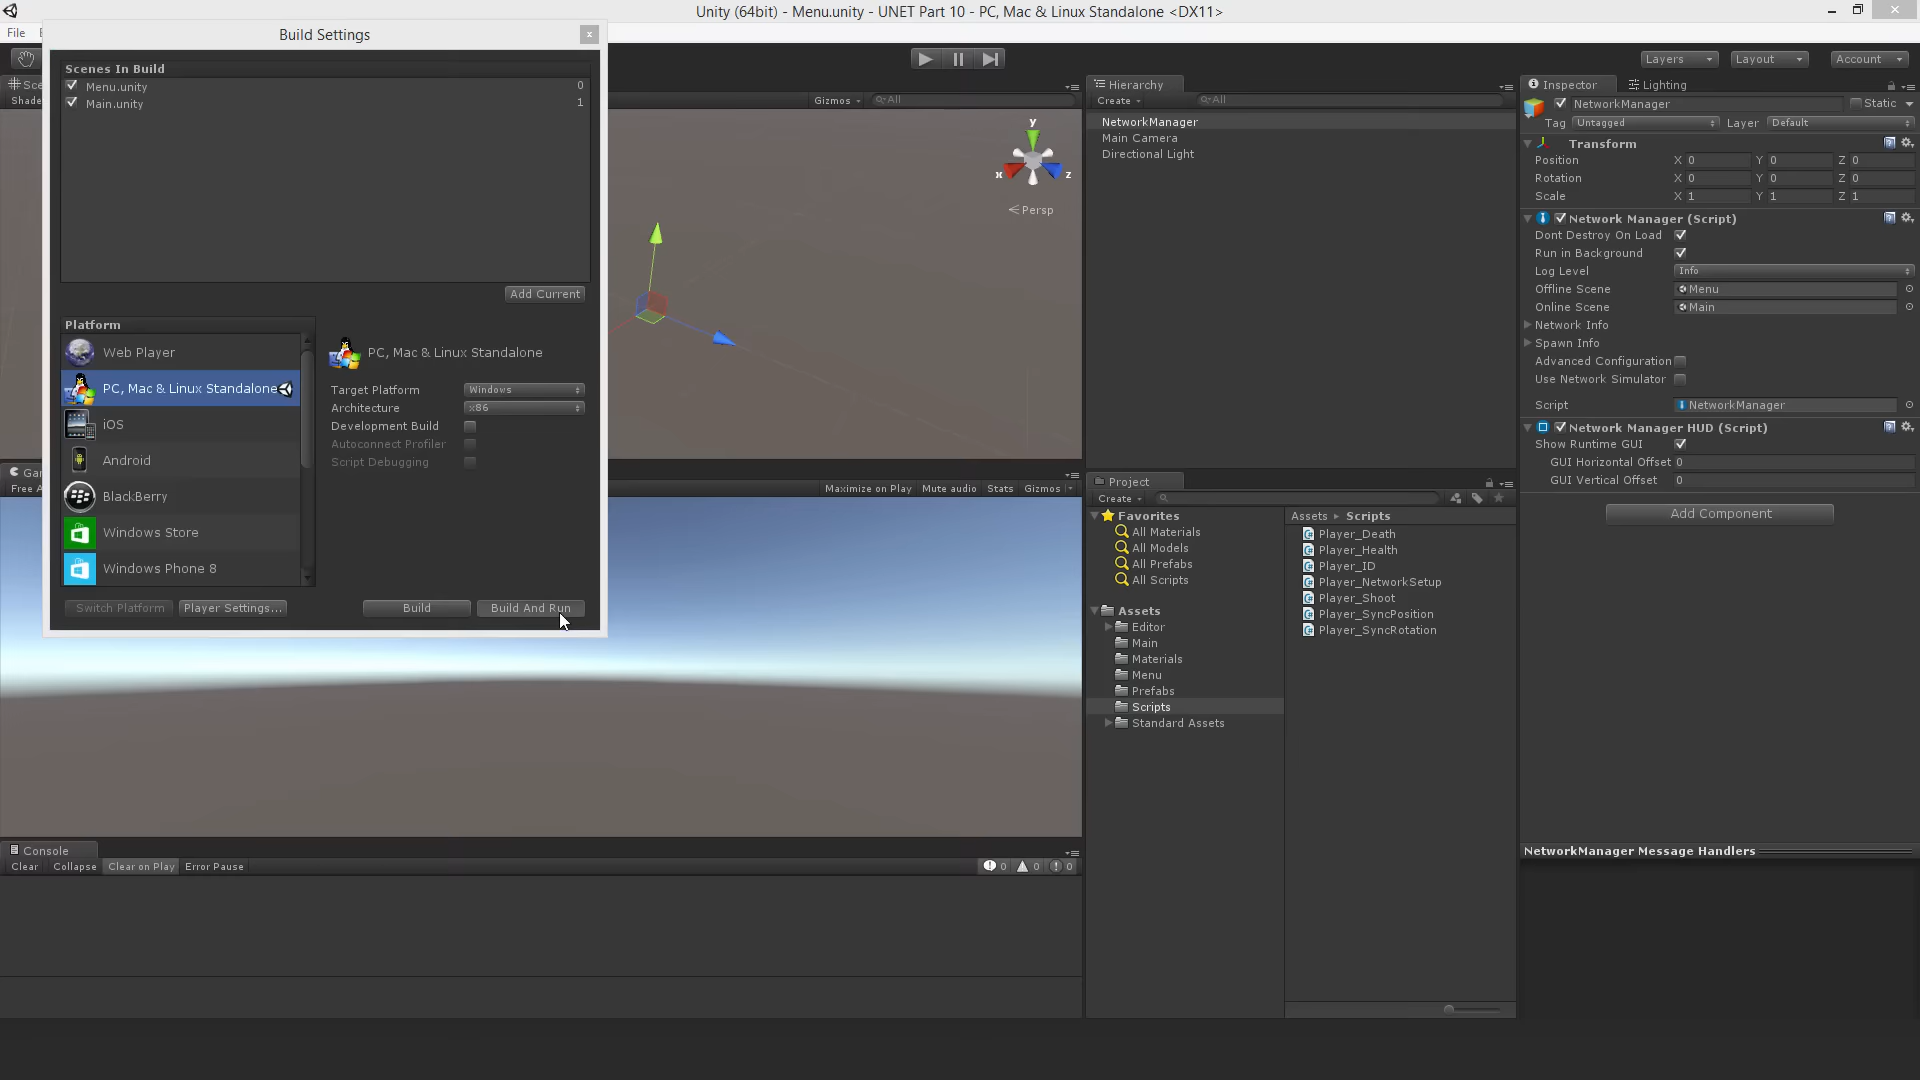 Unity (64bit) - Menu.unity - UNET Part 10 - PC, Mac & Linux Standalone <DX11>
File
Build Settings
x
Scenes In Build
Menu.unity 0
Main.unity 1
Add Current
Platform
Web Player
PC, Mac & Linux Standalone
iOS
Android
BlackBerry
Windows Store
Windows Phone 8
PC, Mac & Linux Standalone
Target Platform Windows
Architecture x86
Development Build
Autoconnect Profiler
Script Debugging
Switch Platform Player Settings... Build Build And Run
Layers Layout Account
Sce
Shade
Gizmos All
y
x z
Persp
Gam
Free A
Maximize on Play Mute audio Stats Gizmos
Console
Clear Collapse Clear on Play Error Pause 0 0 0
Hierarchy
Create All
NetworkManager
Main Camera
Directional Light
Project
Create
Favorites
All Materials
All Models
All Prefabs
All Scripts
Assets
Editor
Main
Materials
Menu
Prefabs
Scripts
Standard Assets
Assets Scripts
Player_Death
Player_Health
Player_ID
Player_NetworkSetup
Player_Shoot
Player_SyncPosition
Player_SyncRotation
Inspector Lighting
NetworkManager Static
Tag Untagged Layer Default
Transform
Position X 0 Y 0 Z 0
Rotation X 0 Y 0 Z 0
Scale X 1 Y 1 Z 1
Network Manager (Script)
Dont Destroy On Load
Run in Background
Log Level Info
Offline Scene Menu
Online Scene Main
Network Info
Spawn Info
Advanced Configuration
Use Network Simulator
Script NetworkManager
Network Manager HUD (Script)
Show Runtime GUI
GUI Horizontal Offset 0
GUI Vertical Offset 0
Add Component
NetworkManager Message Handlers